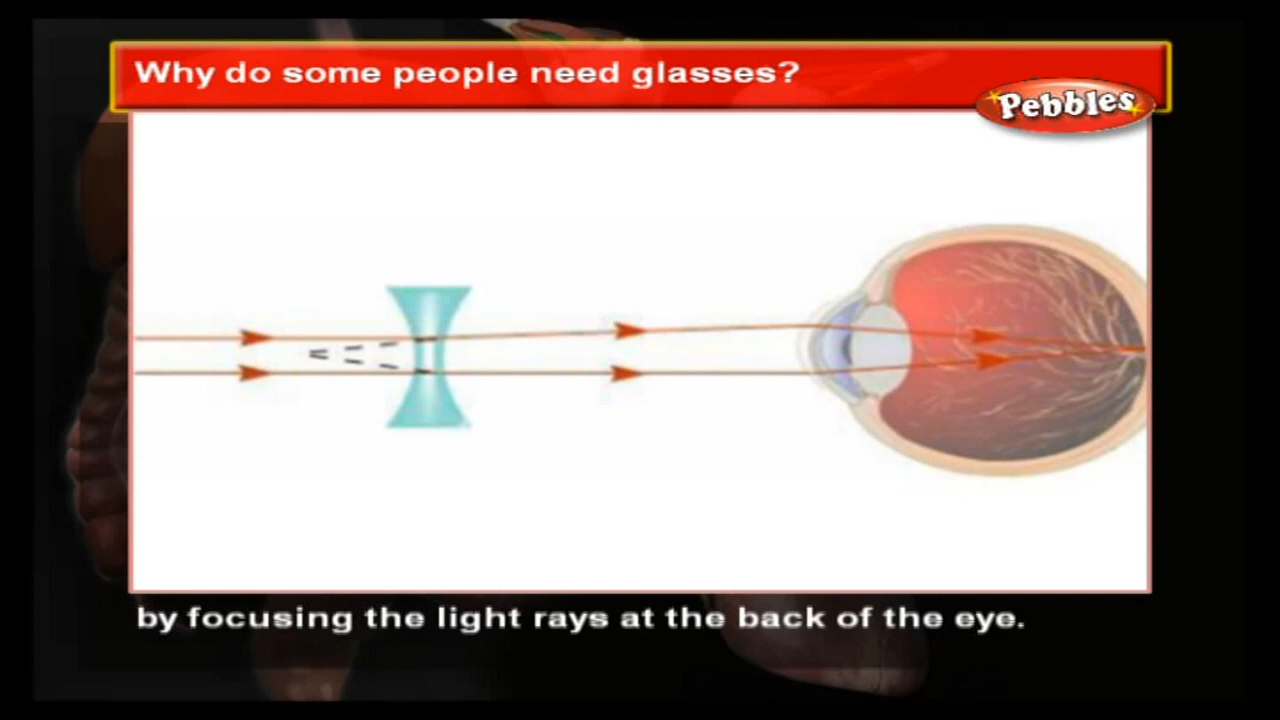 Why do some people need glasses?
Pebbles
by focusing the light rays at the back of the eye.